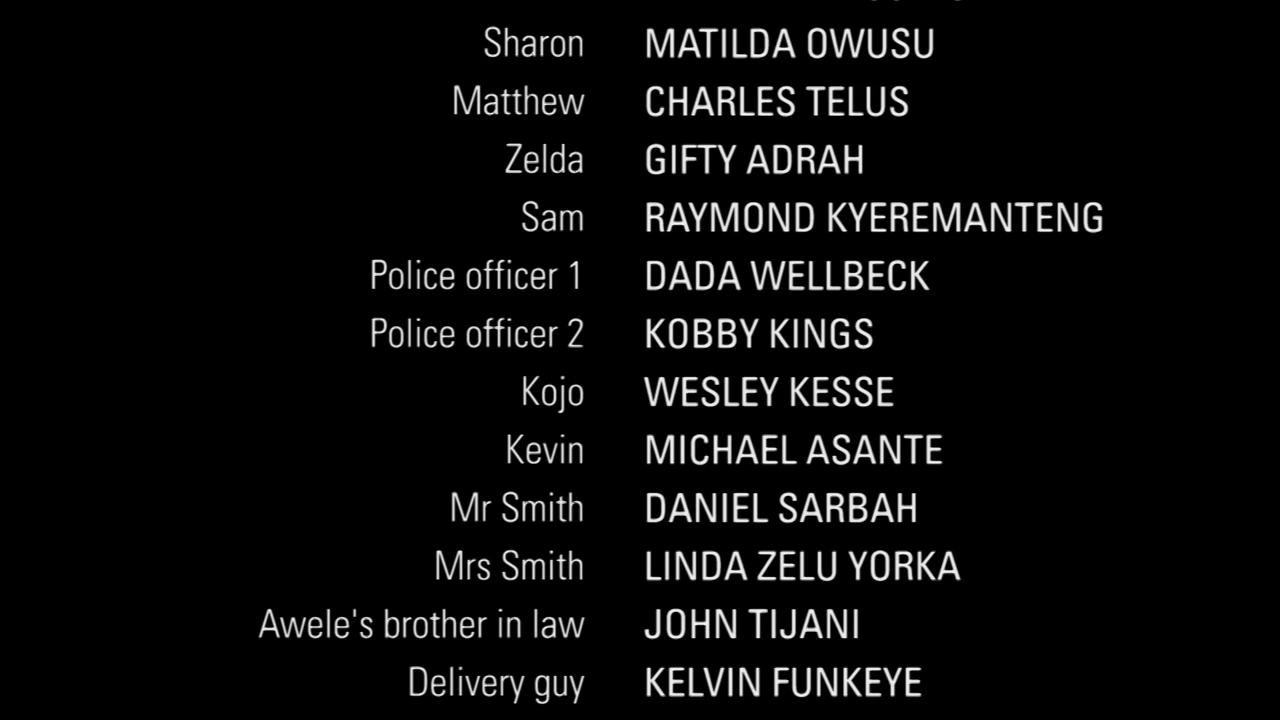 Sharon MATILDA OWUSU
Matthew CHARLES TELUS
Zelda GIFTY ADRAH
Sam RAYMOND KYEREMANTENG
Police officer 1 DADA WELLBECK
Police officer 2 KOBBY KINGS
Kojo WESLEY KESSE
Kevin MICHAEL ASANTE
Mr Smith DANIEL SARBAH
Mrs Smith LINDA ZELU YORKA
Awele's brother in law JOHN TIJANI
Delivery guy KELVIN FUNKEYE